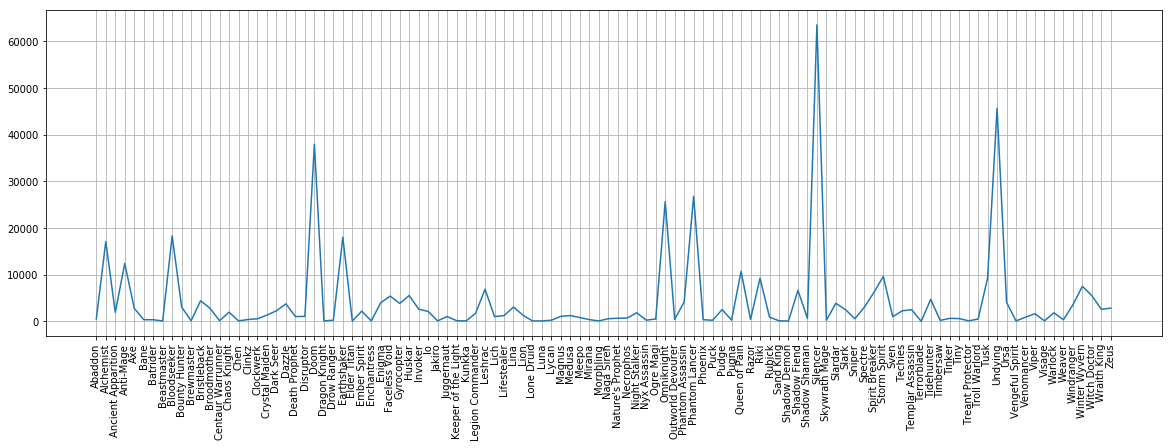 60000
50000
40000
30000
20000
10000
0
Abaddon
Alchemist
Ancient Apparition
Anti-Mage
Axe
Bane
Batrider
Beastmaster
Bloodseeker
Bounty Hunter
Brewmaster
Bristleback
Broodmother
Centaur Warrunner
Chaos Knight
Chen
Clinkz
Clockwerk
Crystal Maiden
Dark Seer
Dazzle
Death Prophet
Disruptor
Doom
Dragon Knight
Drow Ranger
Earthshaker
Elder Titan
Ember Spirit
Enchantress
Enigma
Faceless Void
Gyrocopter
Huskar
Invoker
Io
Jakiro
Juggernaut
Keeper of the Light
Kunkka
Legion Commander
Leshrac
Lich
Lifestealer
Lina
Lion
Lone Druid
Luna
Lycan
Magnus
Medusa
Meepo
Mirana
Morphling
Naga Siren
Nature's Prophet
Necrophos
Night Stalker
Nyx Assassin
Ogre Magi
Omniknight
Outworld Devourer
Phantom Assassin
Phantom Lancer
Phoenix
Puck
Pudge
Pugna
Queen of Pain
Razor
Riki
Rubick
Sand King
Shadow Demon
Shadow Fiend
Shadow Shaman
Silencer
Skywrath Mage
Slardar
Slark
Sniper
Spectre
Spirit Breaker
Storm Spirit
Sven
Techies
Templar Assassin
Terrorblade
Tidehunter
Timbersaw
Tinker
Tiny
Treant Protector
Troll Warlord
Tusk
Undying
Ursa
Vengeful Spirit
Venomancer
Viper
Visage
Warlock
Weaver
Windranger
Winter Wyvern
Witch Doctor
Wraith King
Zeus